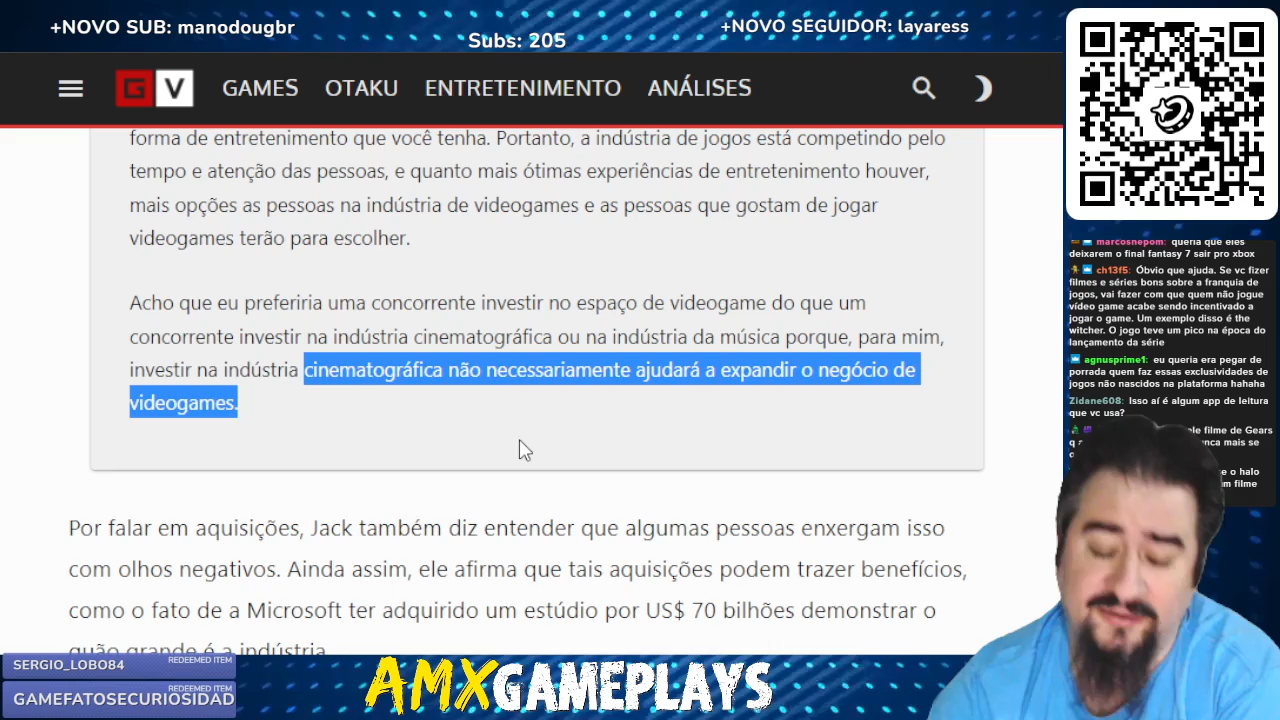 +NOVO SUB: manodougbr
Subs: 205
+NOVO SEGUIDOR: layaress
G V
GAMES OTAKU ENTRETENIMENTO ANÁLISES
forma de entretenimento que você tenha. Portanto, a indústria de jogos está competindo pelo
tempo e atenção das pessoas, e quanto mais ótimas experiências de entretenimento houver,
mais opções as pessoas na indústria de videogames e as pessoas que gostam de jogar
videogames terão para escolher.
Acho que eu preferiria uma concorrente investir no espaço de videogame do que um
concorrente investir na indústria cinematográfica ou na indústria da música porque, para mim,
investir na indústria cinematográfica não necessariamente ajudará a expandir o negócio de
videogames.
Por falar em aquisições, Jack também diz entender que algumas pessoas enxergam isso
com olhos negativos. Ainda assim, ele afirma que tais aquisições podem trazer benefícios,
como o fato de a Microsoft ter adquirido um estúdio por US$ 70 bilhões demonstrar o
quão grande é a indústria.
marcosnepom: queria que eles
deixarem o final fantasy 7 sair pro xbox
ch13f5: Óbvio que ajuda. Se vc fizer
filmes e séries bons sobre a franquia de
jogos, vai fazer com que quem não jogue
vídeo game acabe sendo incentivado a
jogar o game. Um exemplo disso é the
witcher. O jogo teve um pico na época do
lançamento da série
agnusprime1: eu queria era pegar de
porrada quem faz essas exclusividades de
jogos não nascidos na plataforma hahaha
Zidane608: Isso aí é algum app de leitura
que vc usa?
filme de Gears
mais se
o halo
filme
SERGIO_LOBO84 REDEEMED ITEM
GAMEFATOSECURIOSIDAD REDEEMED ITEM
AMXGAMEPLAYS